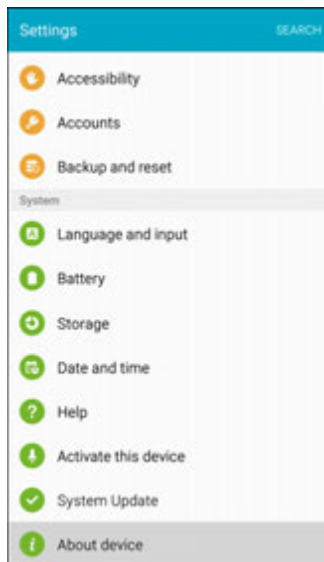 Settings SEARCH
Accessibility
Accounts
Backup and reset
System
Language and input
Battery
Storage
Date and time
Help
Activate this device
System Update
About device